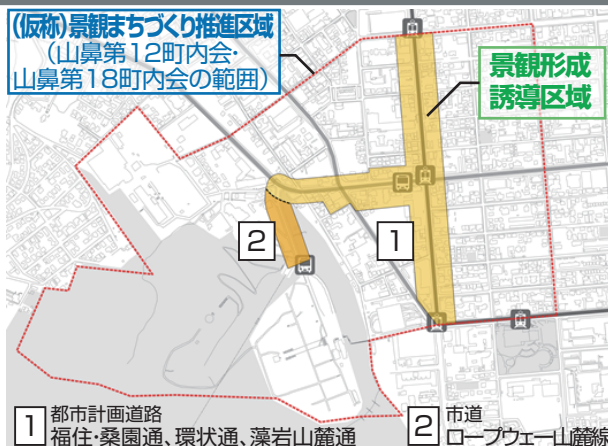 (仮称)景観まちづくり推進区域
(山鼻第12町内会・
山鼻第18町内会の範囲)
景観形成
誘導区域
2
1
1 都市計画道路
福住・桑園通、環状通、藻岩山麓通
2 市道
ロープウェー山麓線